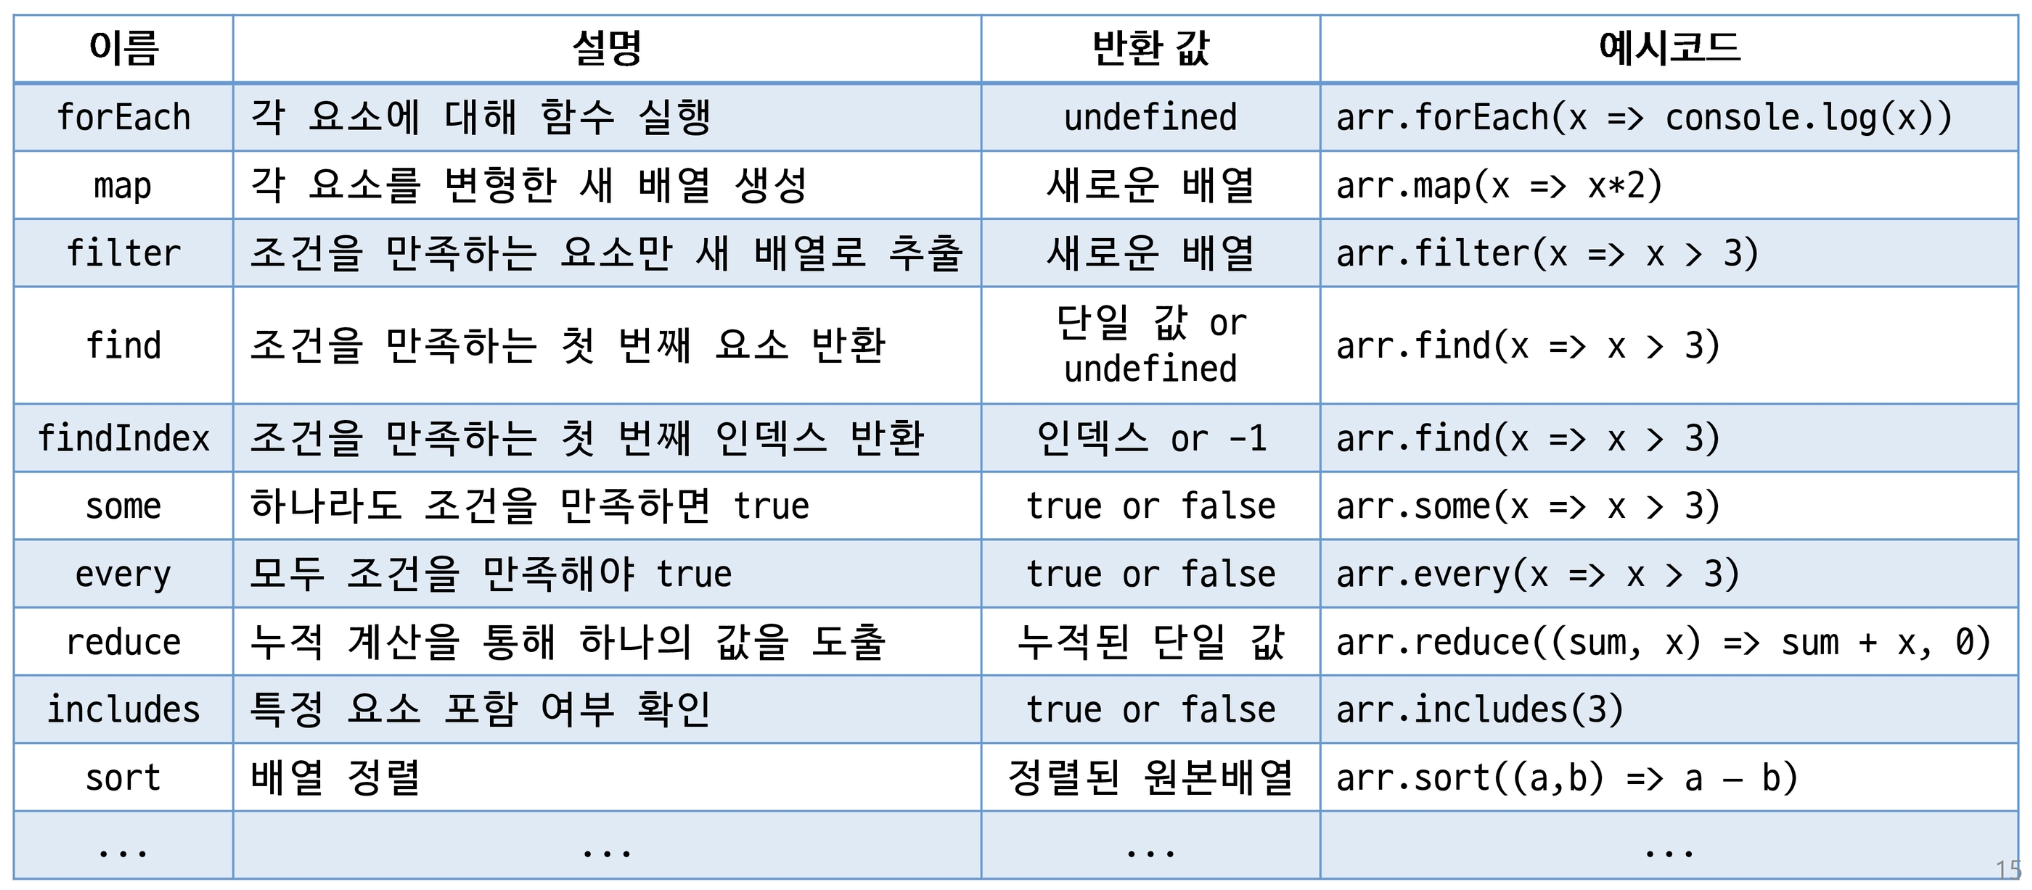 이름 설명 반환 값 예시코드
forEach 각 요소에 대해 함수 실행 undefined arr.forEach(x => console.log(x))
map 각 요소를 변형한 새 배열 생성 새로운 배열 arr.map(x => x*2)
filter 조건을 만족하는 요소만 새 배열로 추출 새로운 배열 arr.filter(x => x > 3)
find 조건을 만족하는 첫 번째 요소 반환 단일 값 or
undefined arr.find(x => x > 3)
findIndex 조건을 만족하는 첫 번째 인덱스 반환 인덱스 or -1 arr.find(x => x > 3)
some 하나라도 조건을 만족하면 true true or false arr.some(x => x > 3)
every 모두 조건을 만족해야 true true or false arr.every(x => x > 3)
reduce 누적 계산을 통해 하나의 값을 도출 누적된 단일 값 arr.reduce((sum, x) => sum + x, 0)
includes 특정 요소 포함 여부 확인 true or false arr.includes(3)
sort 배열 정렬 정렬된 원본배열 arr.sort((a,b) => a – b)
... ... ... ...
15